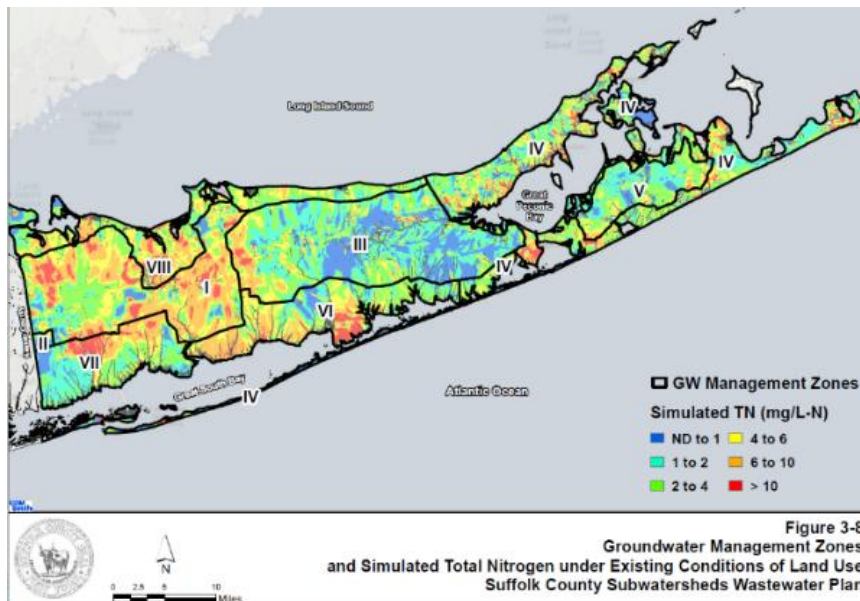 Long Island Sound
IV
IV
Great
Peconic
Bay
V
IV
III
VIII
I
IV
VI
II
VII
Great South Bay
IV
Atlantic Ocean
GW Management Zones
Simulated TN (mg/L-N)
ND to 1
4 to 6
1 to 2
6 to 10
2 to 4
> 10
N
0 2.5 5 10
Miles
Figure 3-8
Groundwater Management Zones
and Simulated Total Nitrogen under Existing Conditions of Land Use
Suffolk County Subwatersheds Wastewater Plan